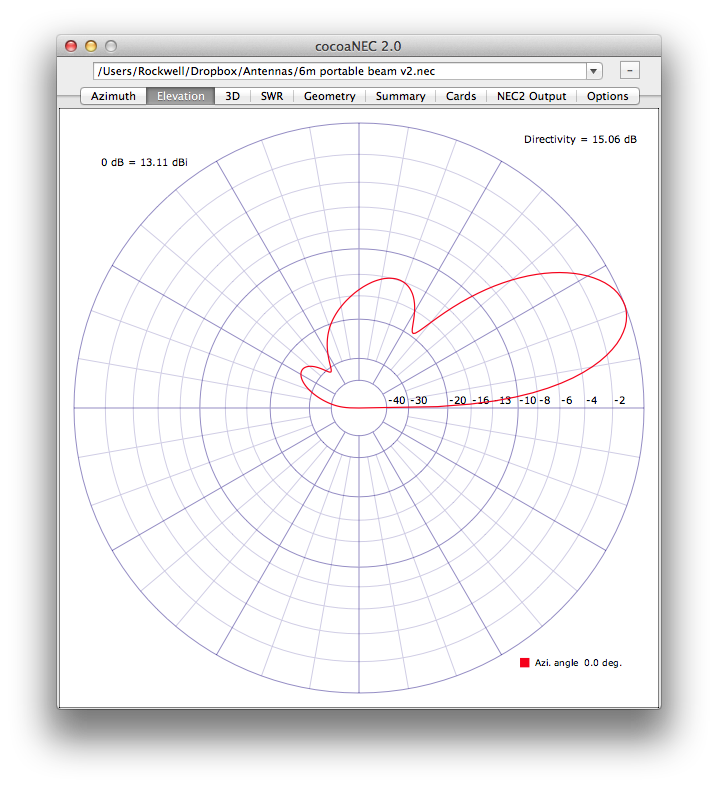 cocoaNEC 2.0
/Users/Rockwell/Dropbox/Antennas/6m portable beam v2.nec
Azimuth Elevation 3D SWR Geometry Summary Cards NEC2 Output Options
Directivity = 15.06 dB
0 dB = 13.11 dBi
-40 -30 -20 -16 13 -10 -8 -6 -4 -2
Azi. angle 0.0 deg.